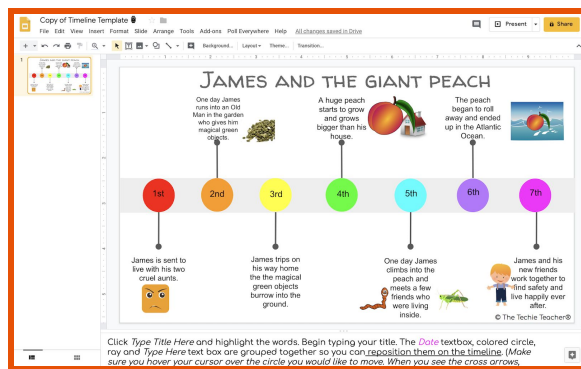 Copy of Timeline Template
File Edit View Insert Format Slide Arrange Tools Add-ons Poll Everywhere Help All changes saved in Drive
Present
Share
Background... Layout Theme... Transition...
1
JAMES AND THE GIANT PEACH
One day James
runs into an Old
Man in the garden
who gives him
magical green
objects.
A huge peach
starts to grow
and grows
bigger than his
house.
The peach
began to roll
away and ended
up in the Atlantic
Ocean.
1st 2nd 3rd 4th 5th 6th 7th
James is sent to
live with his two
cruel aunts.
James trips on
his way home
the the magical
green objects
burrow into the
ground.
One day James
climbs into the
peach and
meets a few
friends who
were living
inside.
James and his
new friends
work together to
find safety and
live happily ever
after.
© The Techie Teacher®
Click Type Title Here and highlight the words. Begin typing your title. The Date textbox, colored circle,
ray and Type Here text box are grouped together so you can reposition them on the timeline. (Make
sure you hover your cursor over the circle you would like to move. When you see the cross arrows,